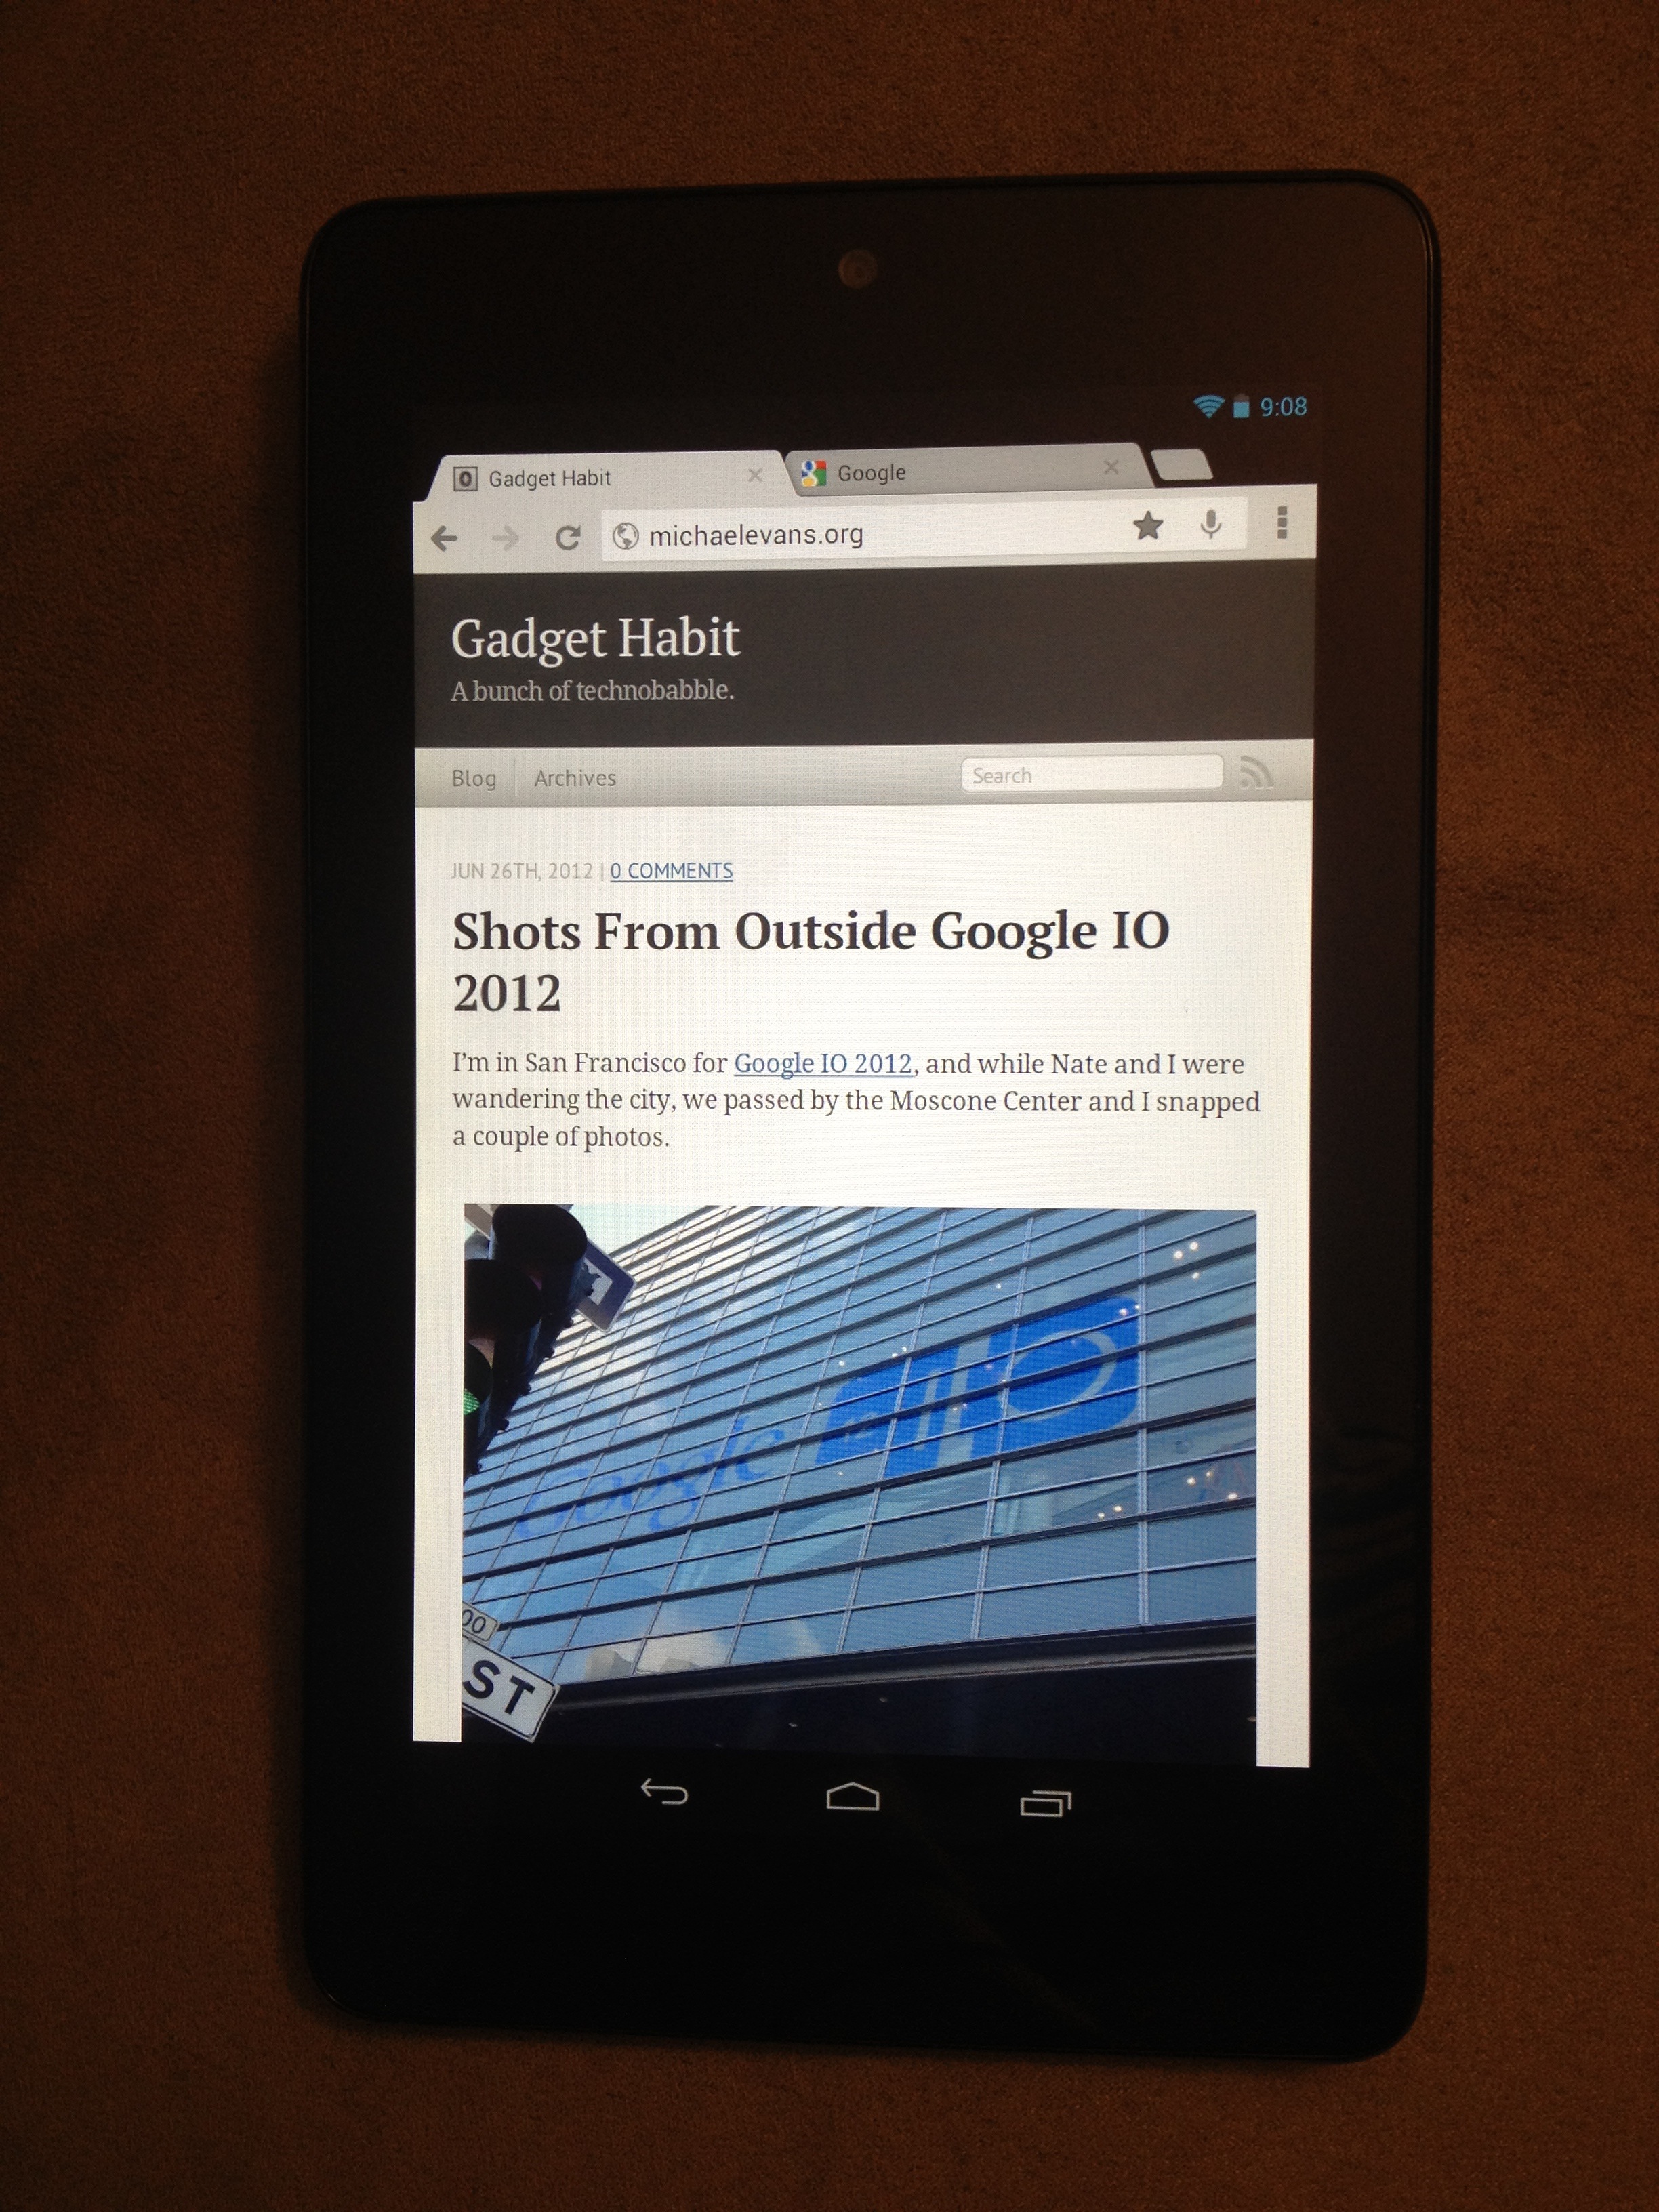 9:08
Gadget Habit
Google
michaelevans.org
Gadget Habit
A bunch of technobabble.
Blog
Archives
Search
JUN 26TH, 2012 | 0 COMMENTS
Shots From Outside Google IO
2012
I'm in San Francisco for Google IO 2012, and while Nate and I were
wandering the city, we passed by the Moscone Center and I snapped
a couple of photos.
Google IO
00
ST